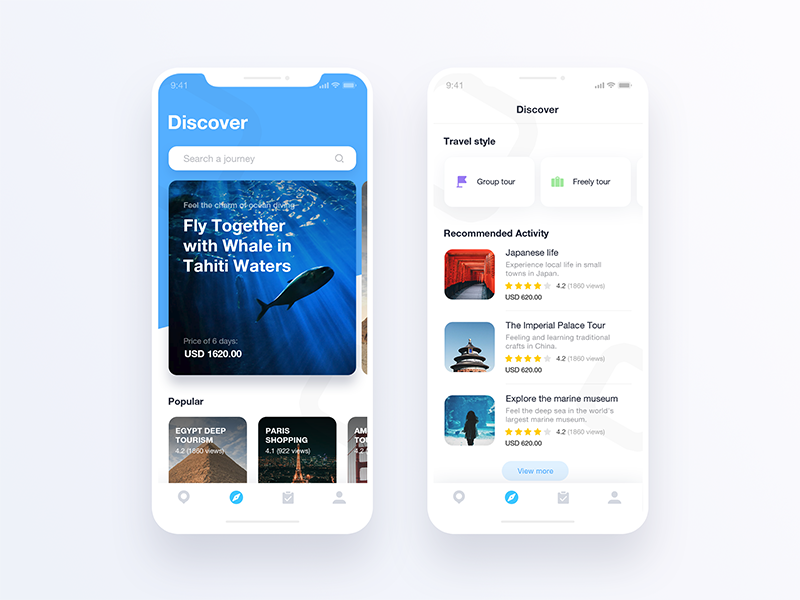 9:41
Discover
Search a journey
Feel the charm of ocean diving
Fly Together
with Whale in
Tahiti Waters
Price of 6 days:
USD 1620.00
Popular
EGYPT DEEP
TOURISM
4.2 (1860 views)
PARIS
SHOPPING
4.1 (922 views)
AM
TOU
4.2
9:41
Discover
Travel style
Group tour
Freely tour
Recommended Activity
Japanese life
Experience local life in small
towns in Japan.
4.2 (1860 views)
USD 620.00
The Imperial Palace Tour
Feeling and learning traditional
crafts in China.
4.2 (1860 views)
USD 620.00
Explore the marine museum
Feel the deep sea in the world's
largest marine museum.
4.2 (1860 views)
USD 620.00
View more